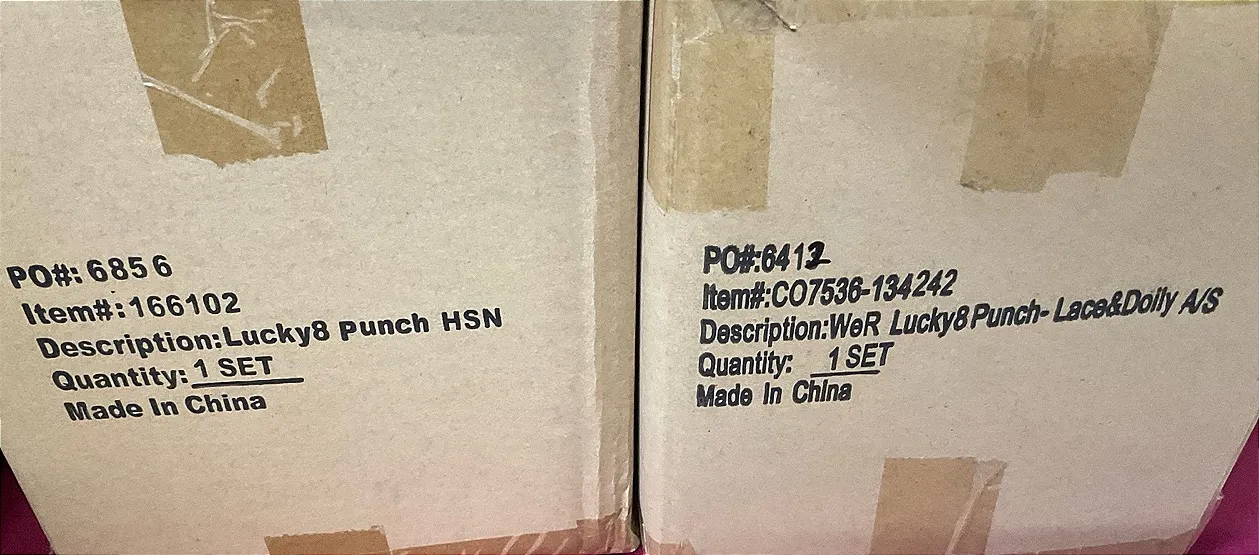 PO#: 6856
Item#: 166102
Description: Lucky8 Punch HSN
Quantity: 1 SET
Made In China
PO#:6412
Item#:CO7536-134242
Description:WeR Lucky8 Punch- Lace&Doily A/S
Quantity: 1 SET
Made In China